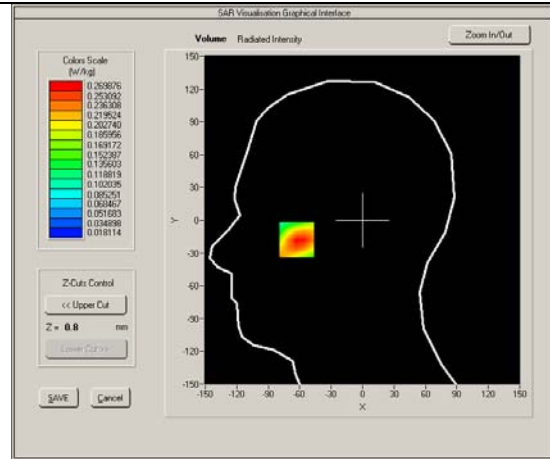 SAR Visualisation Graphical Interface
Volume Radiated Intensity
Zoom In/Out
Colors Scale
(W/kg)
0.269876
0.253092
0.236308
0.219524
0.202740
0.185956
0.169172
0.152387
0.135603
0.118819
0.102035
0.085251
0.068467
0.051683
0.034898
0.018114
Z-Cuts Control
<< Upper Cut
Z = 0.8 mm
SAVE Cancel
150
120
90
60
30
Y 0
-30
-60
-90
-120
-150
-150 -120 -90 -60 -30 0 30 60 90 120 150
X